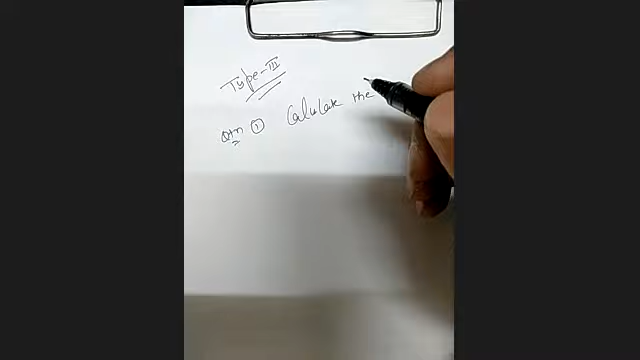 Type-III
Qtn ① Calculate the